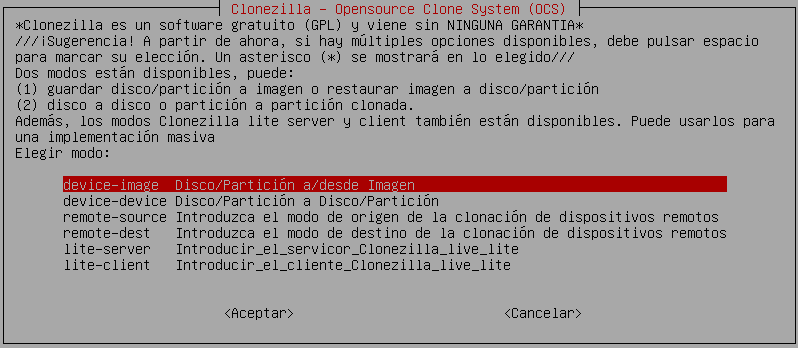 Clonezilla - Opensource Clone System (OCS)
*Clonezilla es un software gratuito (GPL) y viene sin NINGUNA GARANTIA*
///¡Sugerencia! A partir de ahora, si hay múltiples opciones disponibles, debe pulsar espacio
para marcar su elección. Un asterisco (*) se mostrará en lo elegido///
Dos modos están disponibles, puede:
(1) guardar disco/partición a imagen o restaurar imagen a disco/partición
(2) disco a disco o partición a partición clonada.
Además, los modos Clonezilla lite server y client también están disponibles. Puede usarlos para
una implementación masiva
Elegir modo:
device-image Disco/Partición a/desde Imagen
device-device Disco/Partición a Disco/Partición
remote-source Introduzca el modo de origen de la clonación de dispositivos remotos
remote-dest Introduzca el modo de destino de la clonación de dispositivos remotos
lite-server Introducir_el_servicor_Clonezilla_live_lite
lite-client Introducir_el_cliente_Clonezilla_live_lite
<Aceptar> <Cancelar>